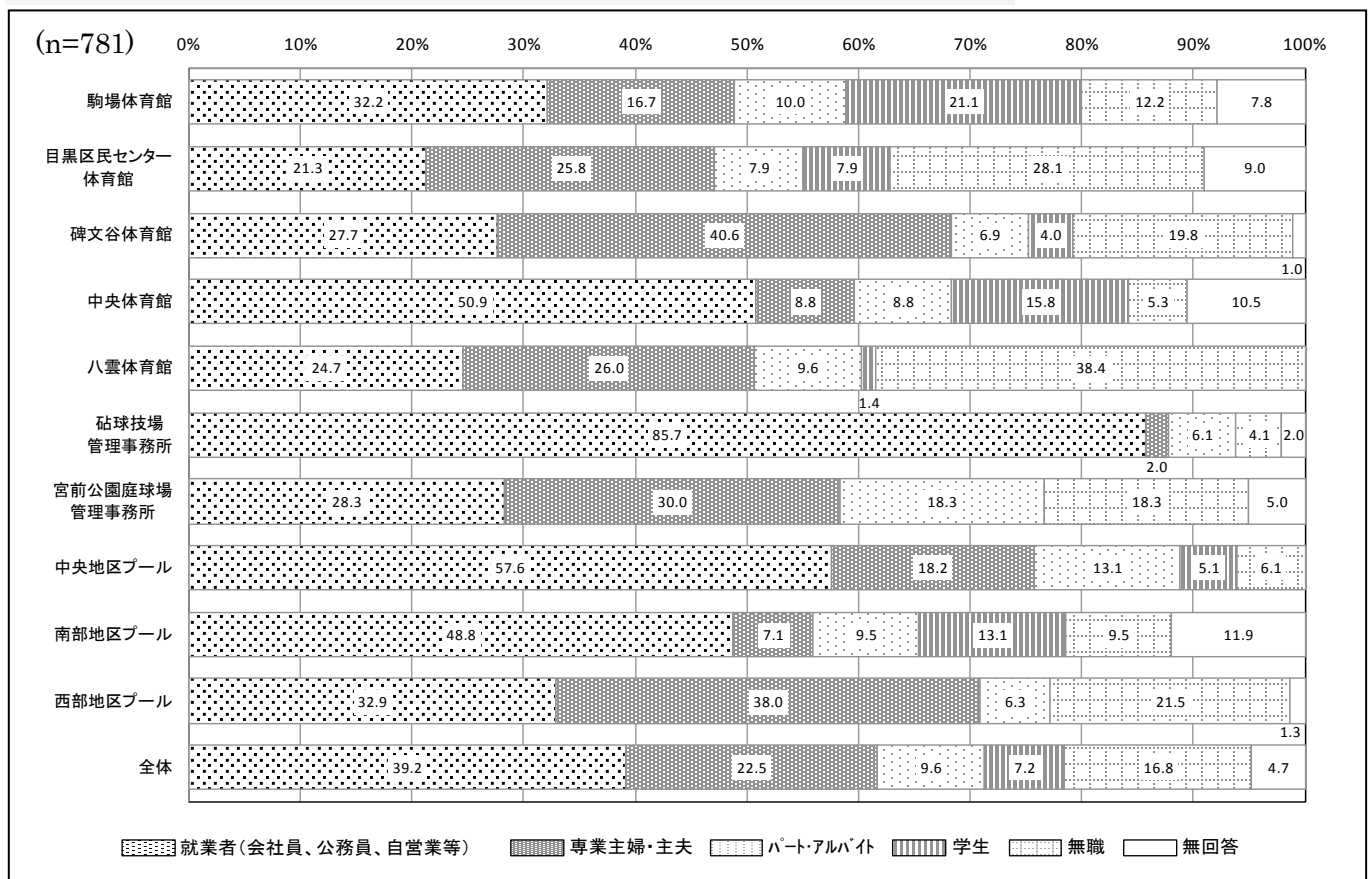 (n=781)
0% 10% 20% 30% 40% 50% 60% 70% 80% 90% 100%
駒場体育館 32.2 16.7 10.0 21.1 12.2 7.8
目黒区民センター
体育館 21.3 25.8 7.9 7.9 28.1 9.0
碑文谷体育館 27.7 40.6 6.9 4.0 19.8
1.0
中央体育館 50.9 8.8 8.8 15.8 5.3 10.5
八雲体育館 24.7 26.0 9.6 38.4
1.4
砧球技場
管理事務所 85.7 6.1 4.1 2.0
2.0
宮前公園庭球場
管理事務所 28.3 30.0 18.3 18.3 5.0
中央地区プール 57.6 18.2 13.1 5.1 6.1
南部地区プール 48.8 7.1 9.5 13.1 9.5 11.9
西部地区プール 32.9 38.0 6.3 21.5
1.3
全体 39.2 22.5 9.6 7.2 16.8 4.7
就業者（会社員、公務員、自営業等） 専業主婦・主夫 ﾊﾟｰﾄ・ｱﾙﾊﾞｲﾄ 学生 無職 無回答